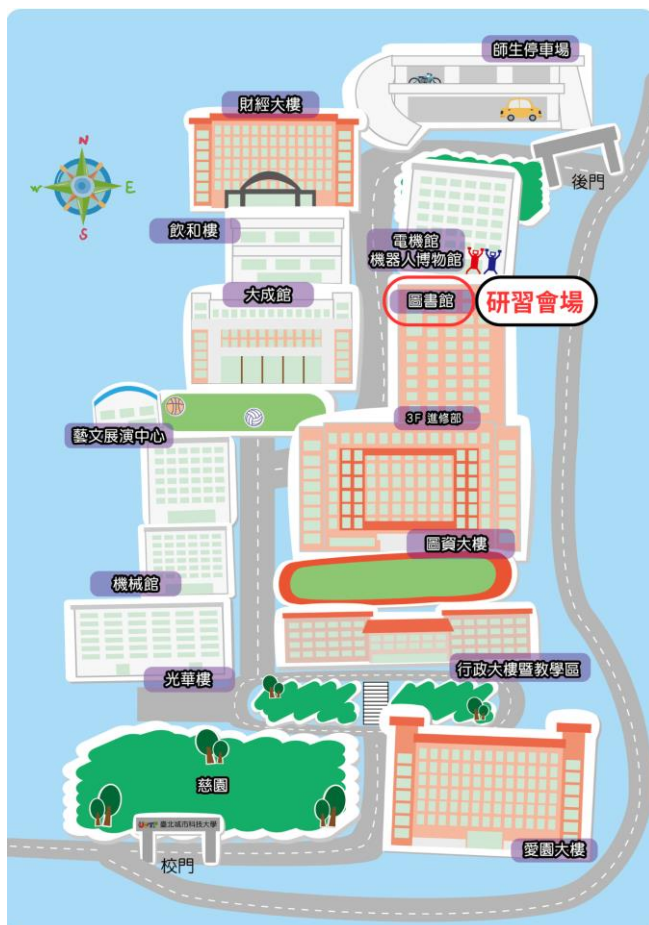 師生停車場
財經大樓
N
W
E
S
後門
飲和樓
電機館
機器人博物館
大成館
圖書館
研習會場
3F 進修部
藝文展演中心
圖資大樓
機械館
光華樓
行政大樓暨教學區
慈園
臺北城市科技大學
校門
愛園大樓